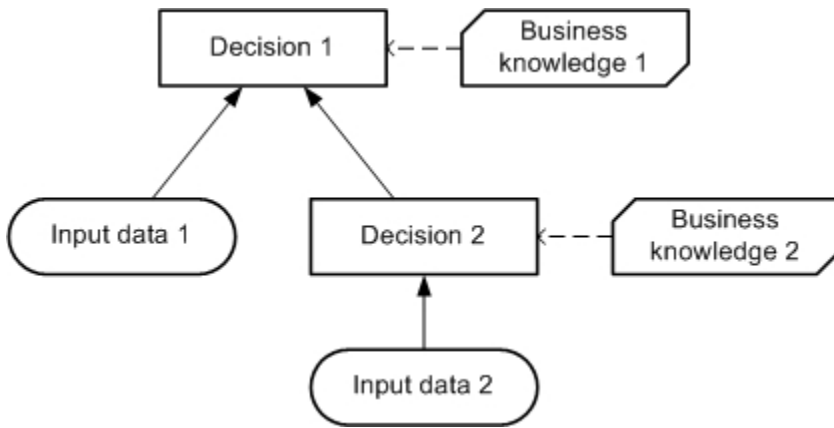 Decision 1
Business
knowledge 1
Input data 1
Decision 2
Business
knowledge 2
Input data 2